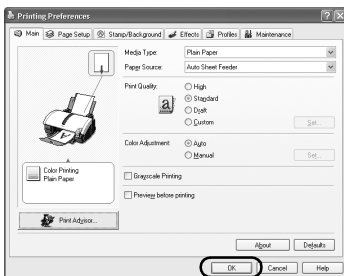 Printing Preferences
Main Page Setup Stamp/Background Effects Profiles Maintenance
Media Type: Plain Paper
Paper Source: Auto Sheet Feeder
Print Quality: High
Standard
Draft
Custom Set...
Color Adjustment: Auto
Manual Set...
Color Printing
Plain Paper
Grayscale Printing
Preview before printing
Print Advisor...
About Defaults
OK Cancel Help